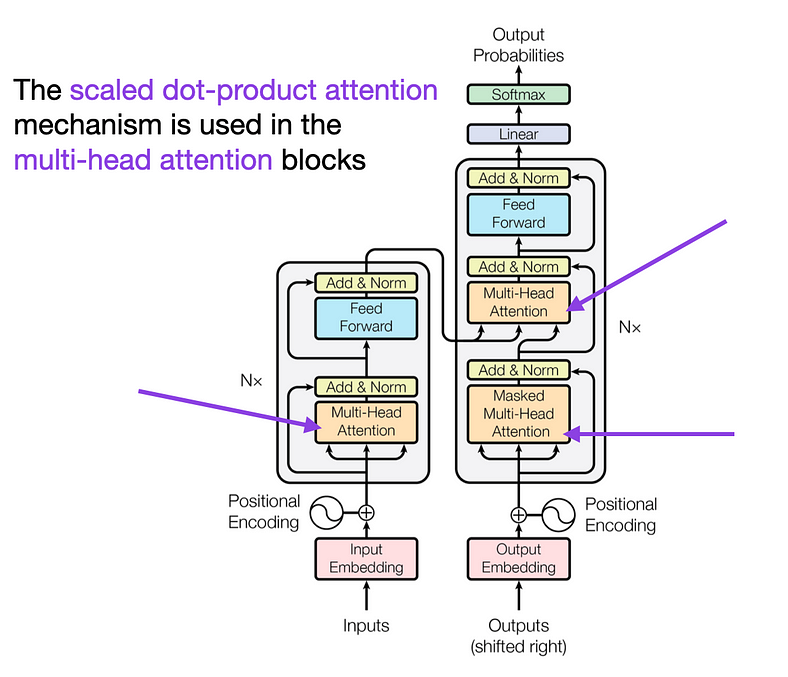 The scaled dot-product attention
mechanism is used in the
multi-head attention blocks
Output
Probabilities
Softmax
Linear
Add & Norm
Feed
Forward
Add & Norm
Multi-Head
Attention
Nx
Add & Norm
Masked
Multi-Head
Attention
Add & Norm
Feed
Forward
Nx
Add & Norm
Multi-Head
Attention
Positional
Encoding
Positional
Encoding
Input
Embedding
Output
Embedding
Inputs
Outputs
(shifted right)